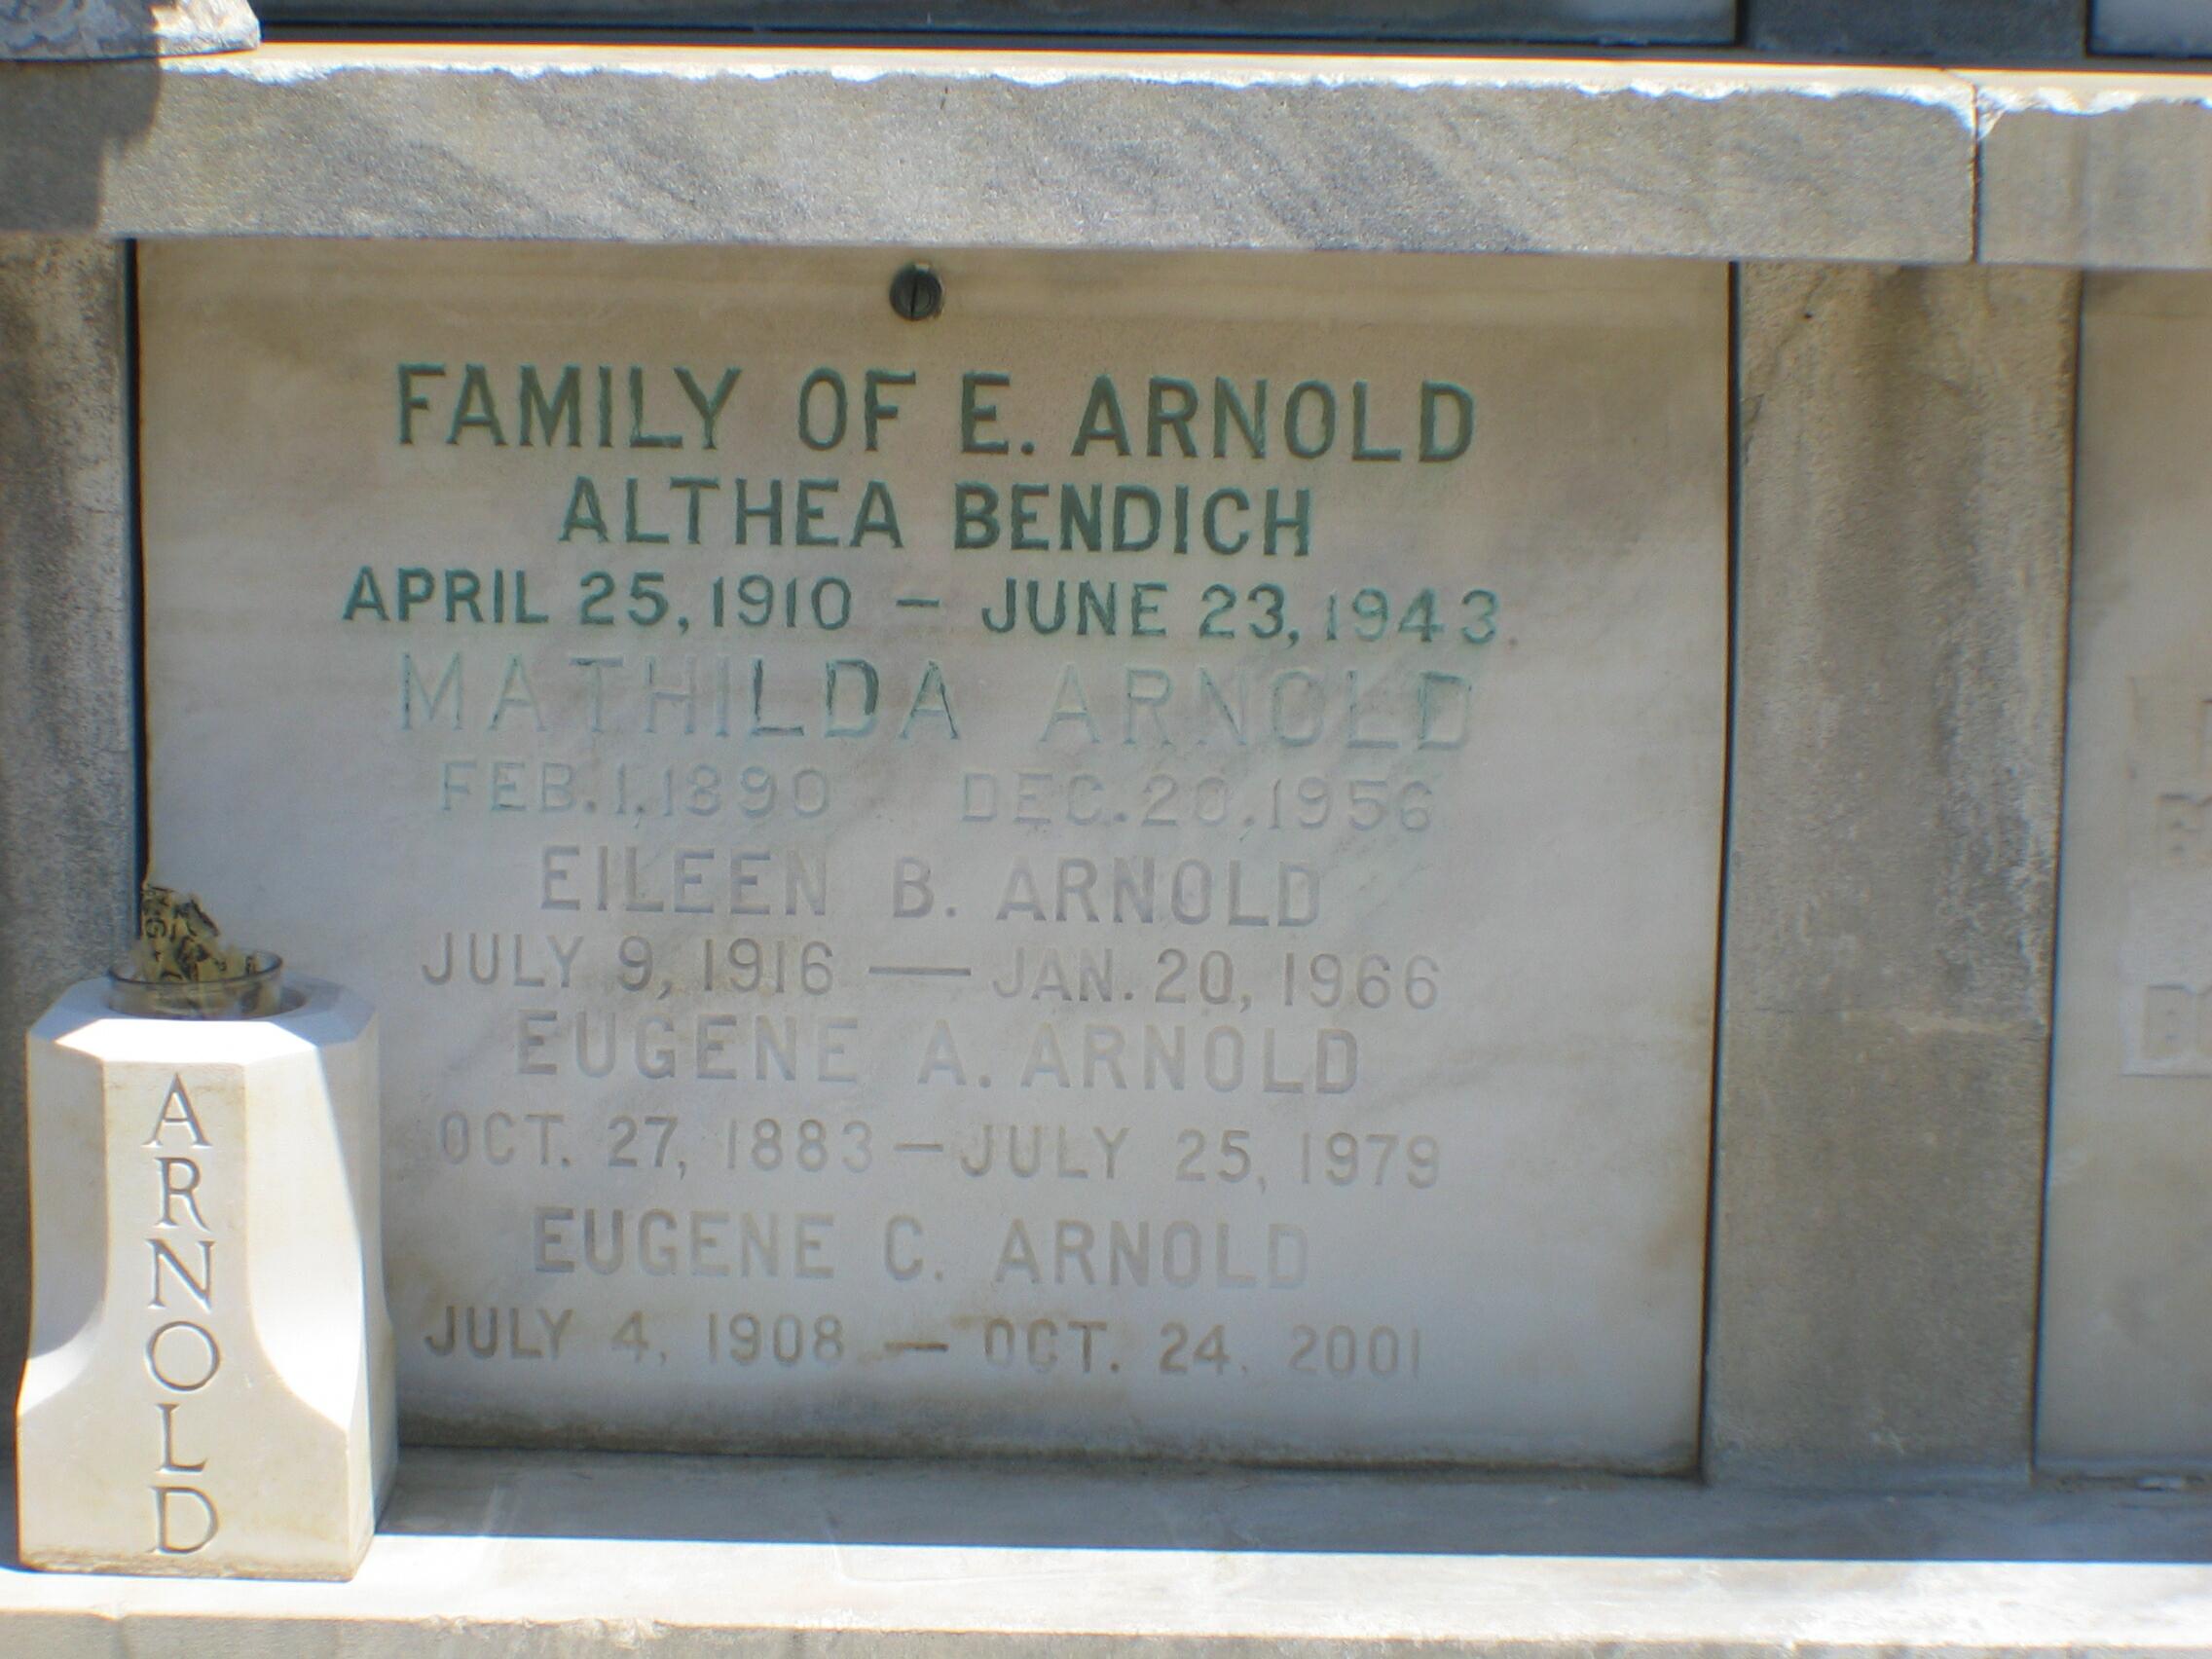 FAMILY OF E. ARNOLD
ALTHEA BENDICH
APRIL 25, 1910 — JUNE 23, 1943
MATHILDA ARNOLD
FEB. 1, 1890 DEC. 20, 1956
EILEEN B. ARNOLD
JULY 9, 1916 — JAN. 20, 1966
EUGENE A. ARNOLD
OCT. 27, 1883 — JULY 25, 1979
EUGENE C. ARNOLD
JULY 4, 1908 — OCT. 24, 2001
ARNOLD